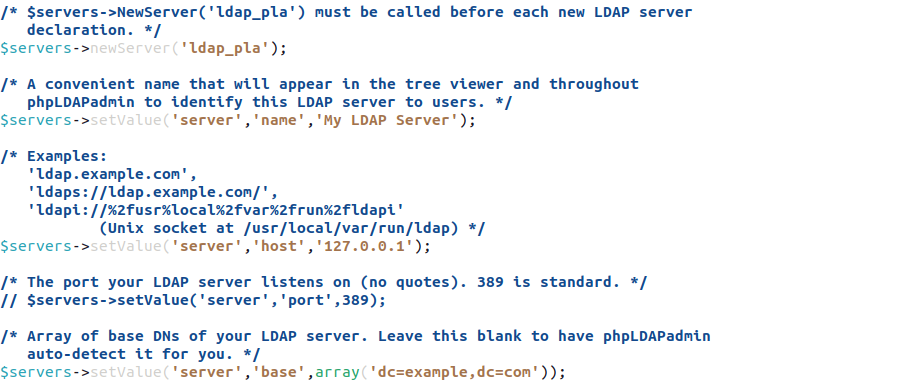 /* $servers->NewServer('ldap_pla') must be called before each new LDAP server
   declaration. */
$servers->newServer('ldap_pla');

/* A convenient name that will appear in the tree viewer and throughout
   phpLDAPadmin to identify this LDAP server to users. */
$servers->setValue('server','name','My LDAP Server');

/* Examples:
   'ldap.example.com',
   'ldaps://ldap.example.com/',
   'ldapi://%2fusr%local%2fvar%2frun%2fldapi'
           (Unix socket at /usr/local/var/run/ldap) */
$servers->setValue('server','host','127.0.0.1');

/* The port your LDAP server listens on (no quotes). 389 is standard. */
// $servers->setValue('server','port',389);

/* Array of base DNs of your LDAP server. Leave this blank to have phpLDAPadmin
   auto-detect it for you. */
$servers->setValue('server','base',array('dc=example,dc=com'));